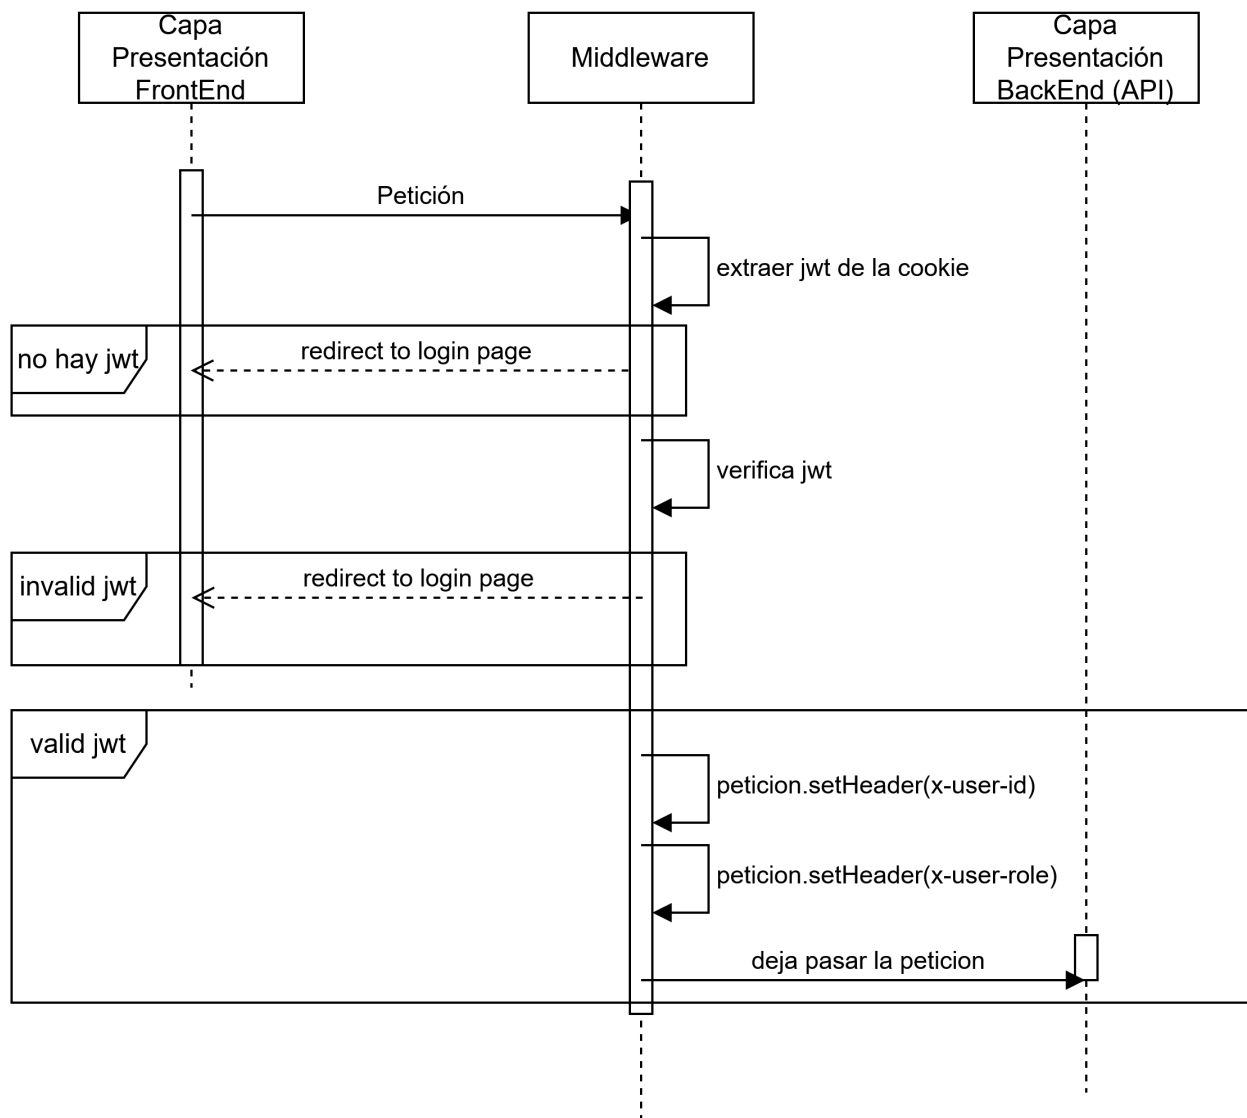 Capa
Presentación
FrontEnd
Middleware
Capa
Presentación
BackEnd (API)
Petición
extraer jwt de la cookie
no hay jwt
redirect to login page
verifica jwt
invalid jwt
redirect to login page
valid jwt
peticion.setHeader(x-user-id)
peticion.setHeader(x-user-role)
deja pasar la peticion